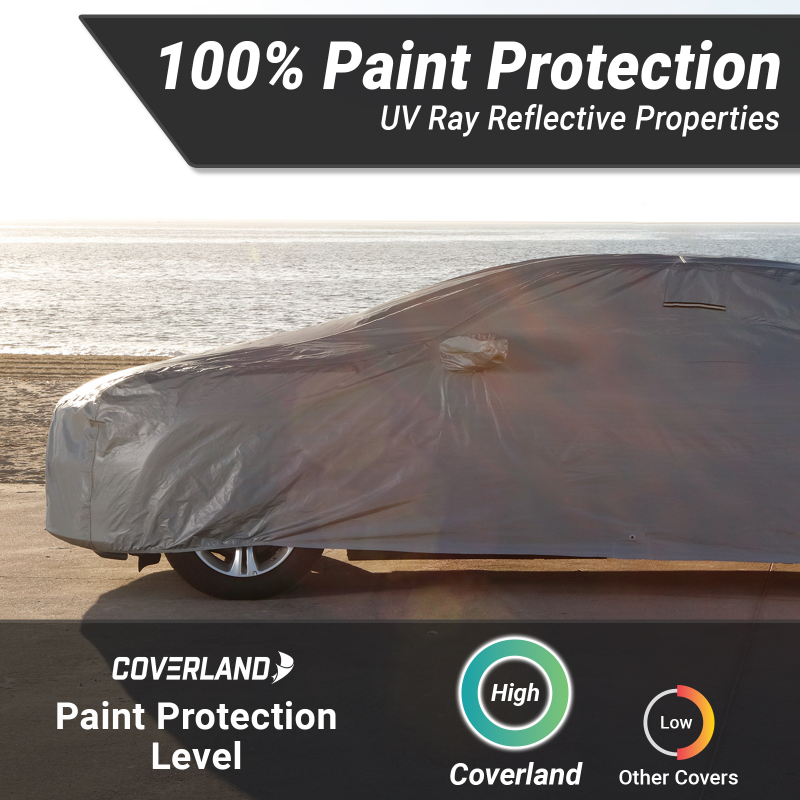 100% Paint Protection
UV Ray Reflective Properties
COVERLAND
Paint Protection
Level
High
Coverland
Low
Other Covers